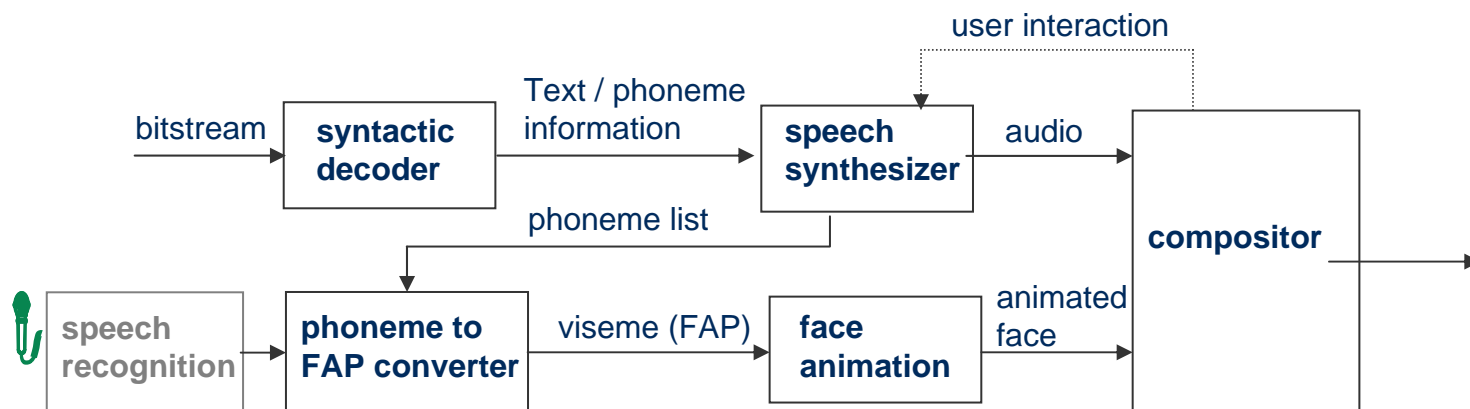 user interaction
bitstream
syntactic
decoder
Text / phoneme
information
speech
synthesizer
audio
phoneme list
compositor
speech
recognition
phoneme to
FAP converter
viseme (FAP)
face
animation
animated
face